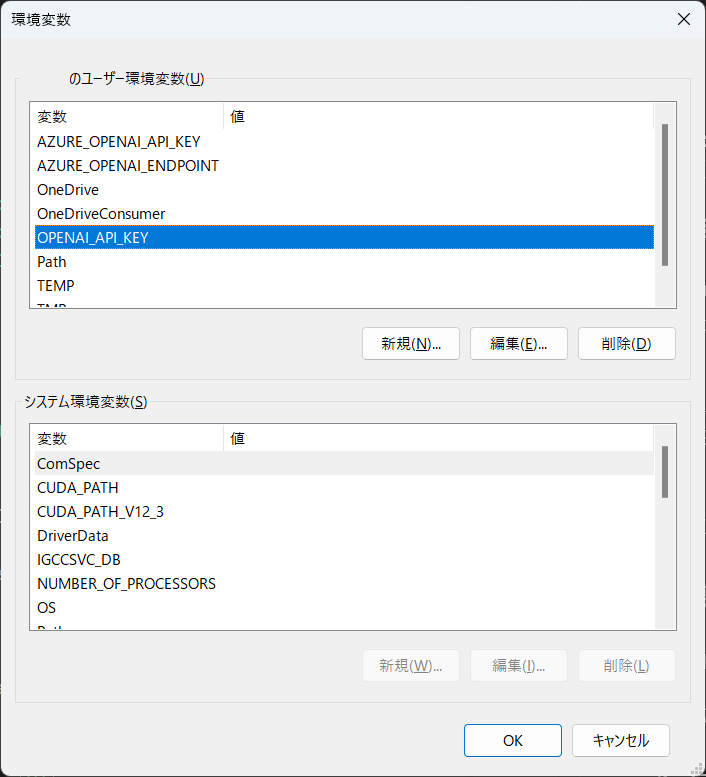 環境変数
のユーザー環境変数(U)
変数 値
AZURE_OPENAI_API_KEY
AZURE_OPENAI_ENDPOINT
OneDrive
OneDriveConsumer
OPENAI_API_KEY
Path
TEMP
TMP
新規(N)... 編集(E)... 削除(D)
システム環境変数(S)
変数 値
ComSpec
CUDA_PATH
CUDA_PATH_V12_3
DriverData
IGCCSVC_DB
NUMBER_OF_PROCESSORS
OS
Path
新規(W)... 編集(I)... 削除(L)
OK キャンセル